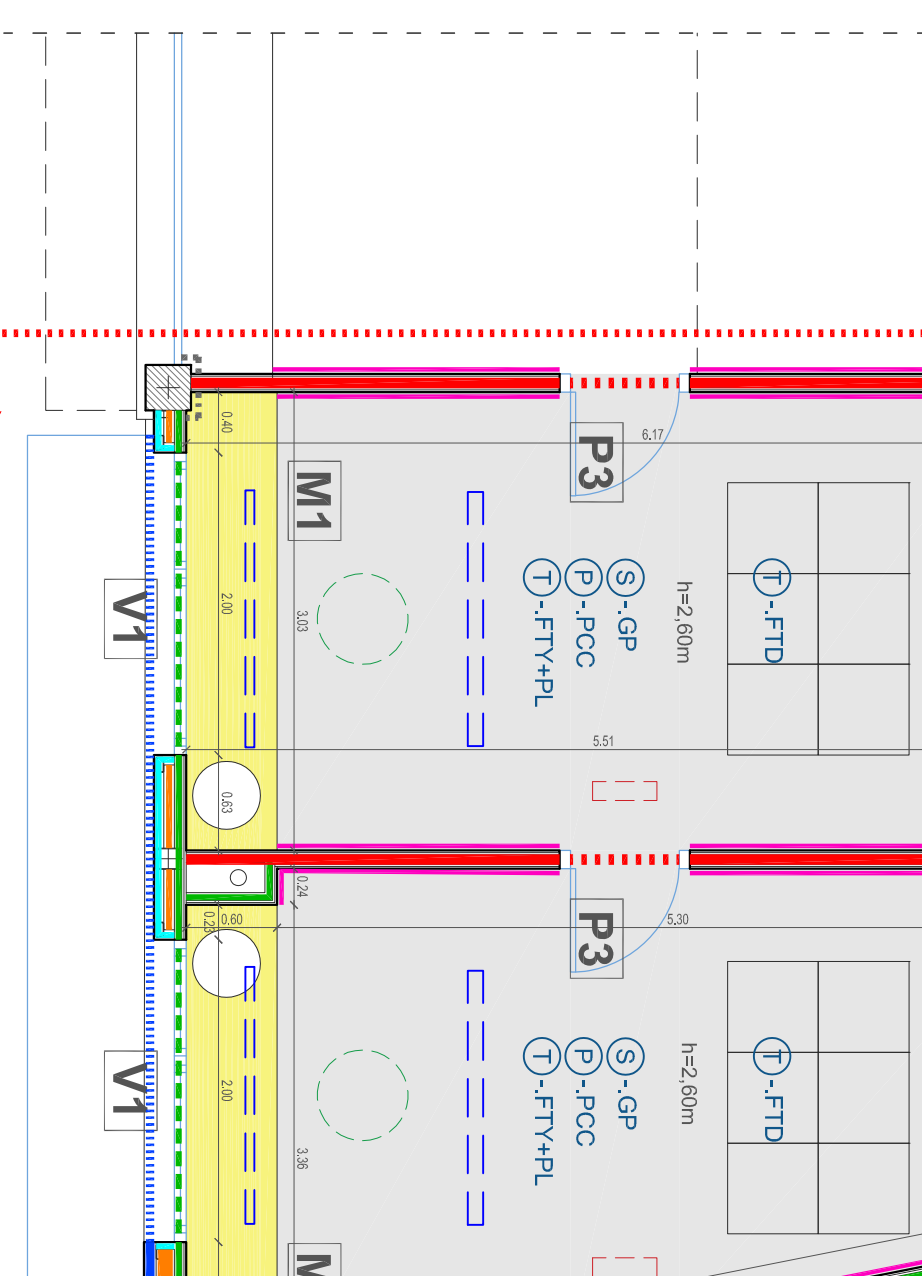 0.40
6.17
P3
M1
V1
2.00
3.03
T -.FTY+PL
P -.PCC
S -.GP
h=2,60m
T -.FTD
5.51
0.63
0.24
0.23
0.60
5.30
P3
V1
2.00
3.36
T -.FTY+PL
P -.PCC
S -.GP
h=2,60m
T -.FTD